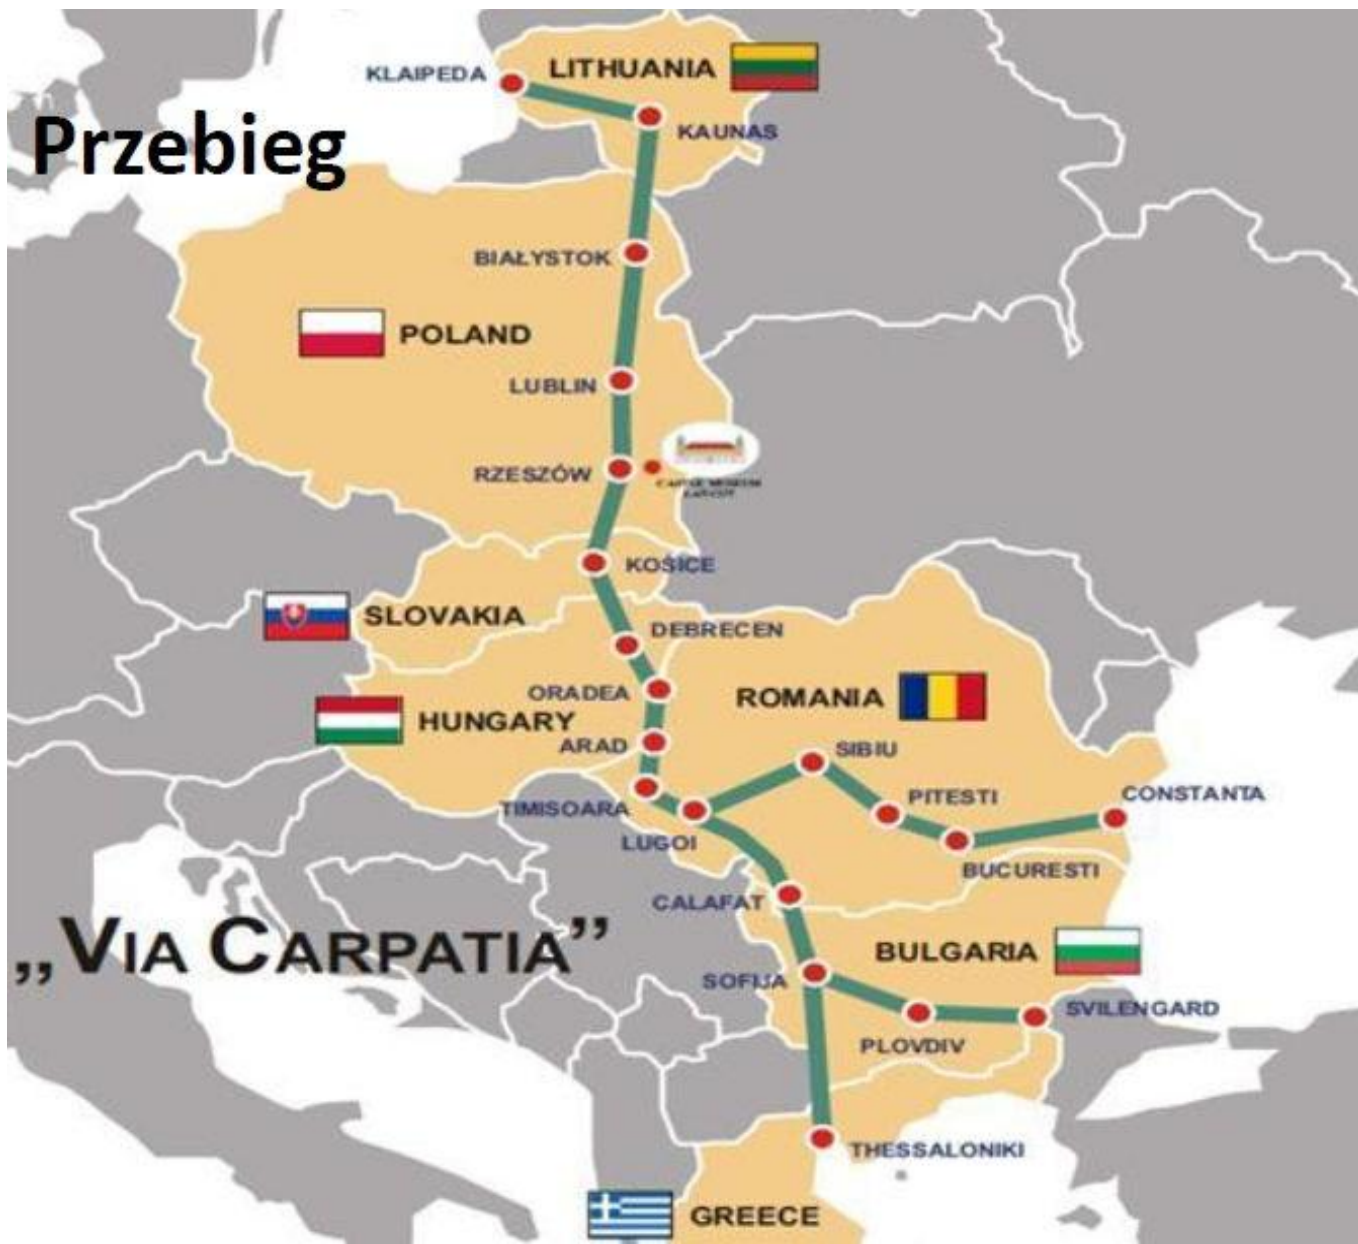 KLAIPEDA
LITHUANIA
KAUNAS
Przebieg
BIAŁYSTOK
POLAND
LUBLIN
RZESZÓW
KOŠICE
SLOVAKIA
DEBRECEN
ORADEA
ROMANIA
HUNGARY
ARAD
SIBIU
TIMISOARA
PITESTI
CONSTANTA
LUGOI
BUCURESTI
CALAFAT
„VIA CARPATIA”
BULGARIA
SOFIJA
SVILENGARD
PLOVDIV
THESSALONIKI
GREECE